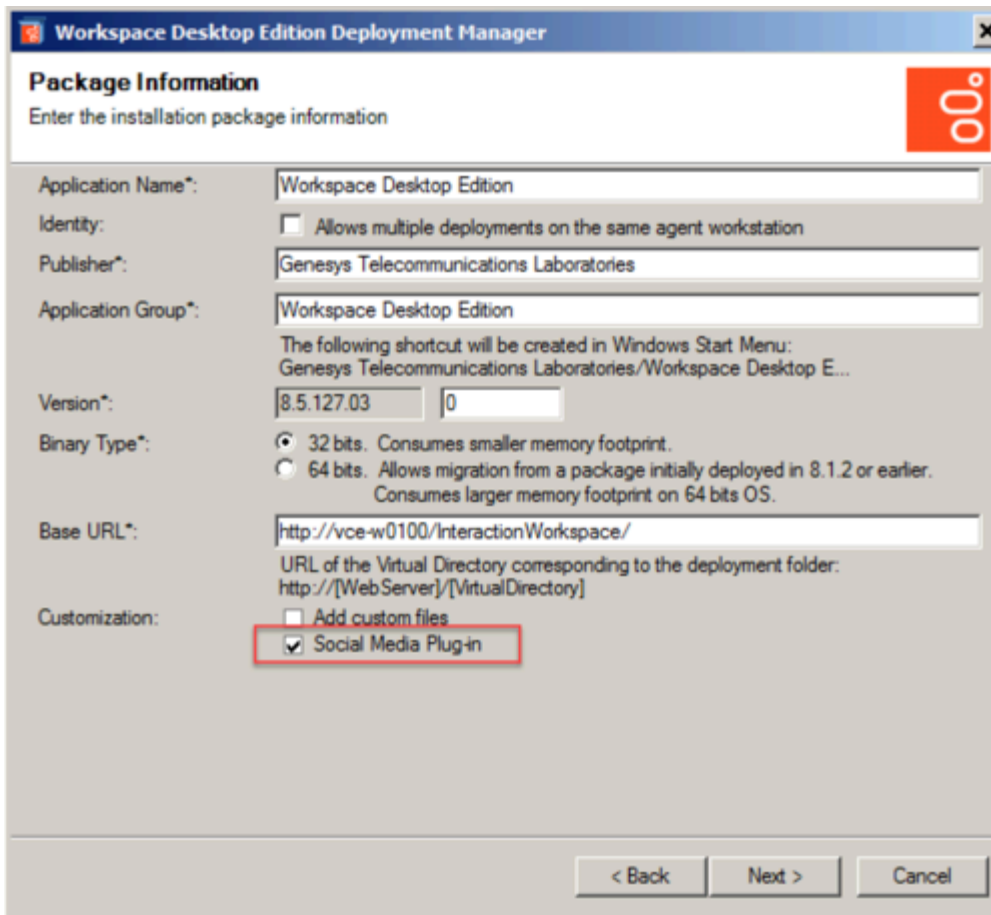 Workspace Desktop Edition Deployment Manager
Package Information
Enter the installation package information
Application Name*: Workspace Desktop Edition
Identity: Allows multiple deployments on the same agent workstation
Publisher*: Genesys Telecommunications Laboratories
Application Group*: Workspace Desktop Edition
The following shortcut will be created in Windows Start Menu:
Genesys Telecommunications Laboratories/Workspace Desktop E...
Version*: 8.5.127.03 0
Binary Type*: 32 bits. Consumes smaller memory footprint.
64 bits. Allows migration from a package initially deployed in 8.1.2 or earlier.
Consumes larger memory footprint on 64 bits OS.
Base URL*: http://vce-w0100/InteractionWorkspace/
URL of the Virtual Directory corresponding to the deployment folder:
http://[WebServer]/[VirtualDirectory]
Customization: Add custom files
Social Media Plug-in
< Back Next > Cancel